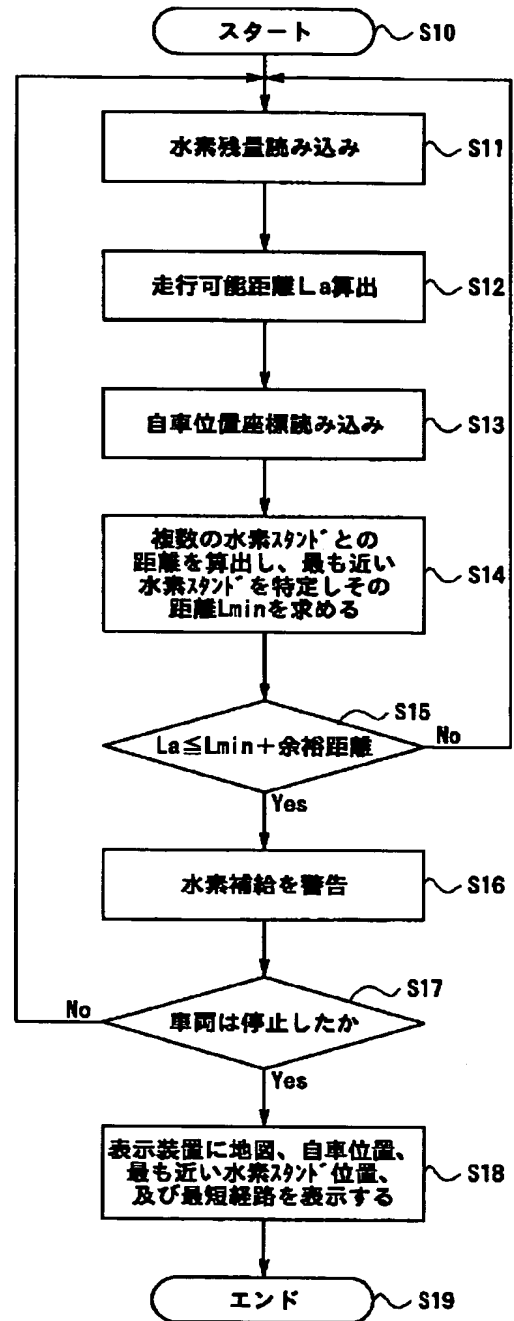 スタート
S10
水素残量読み込み
S11
走行可能距離La算出
S12
自車位置座標読み込み
S13
複数の水素ｽﾀﾝﾄﾞとの
距離を算出し、最も近い
水素ｽﾀﾝﾄﾞを特定しその
距離Lminを求める
S14
S15
La≦Lmin＋余裕距離
No
Yes
水素補給を警告
S16
S17
車両は停止したか
No
Yes
表示装置に地図、自車位置、
最も近い水素ｽﾀﾝﾄﾞ位置、
及び最短経路を表示する
S18
エンド
S19